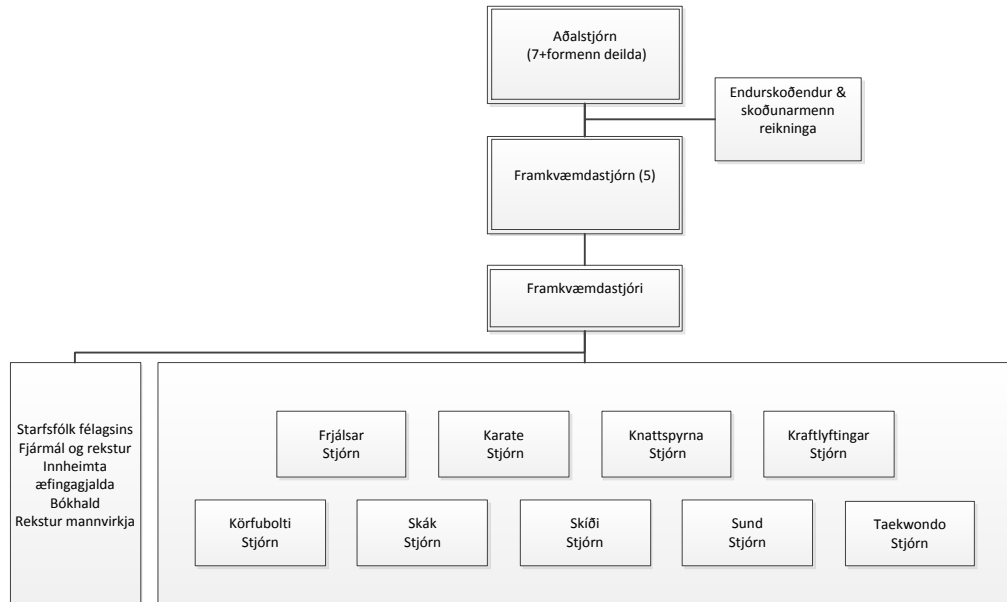 Aðalstjórn
(7+formenn deilda)
Endurskoðendur &
skoðunarmenn
reikninga
Framkvæmdastjórn (5)
Framkvæmdastjóri
Starfsfólk félagsins
Fjármál og rekstur
Innheimta
æfingagjalda
Bókhald
Rekstur mannvirkja
Frjálsar
Stjórn
Karate
Stjórn
Knattspyrna
Stjórn
Kraftlyftingar
Stjórn
Körfubolti
Stjórn
Skák
Stjórn
Skíði
Stjórn
Sund
Stjórn
Taekwondo
Stjórn